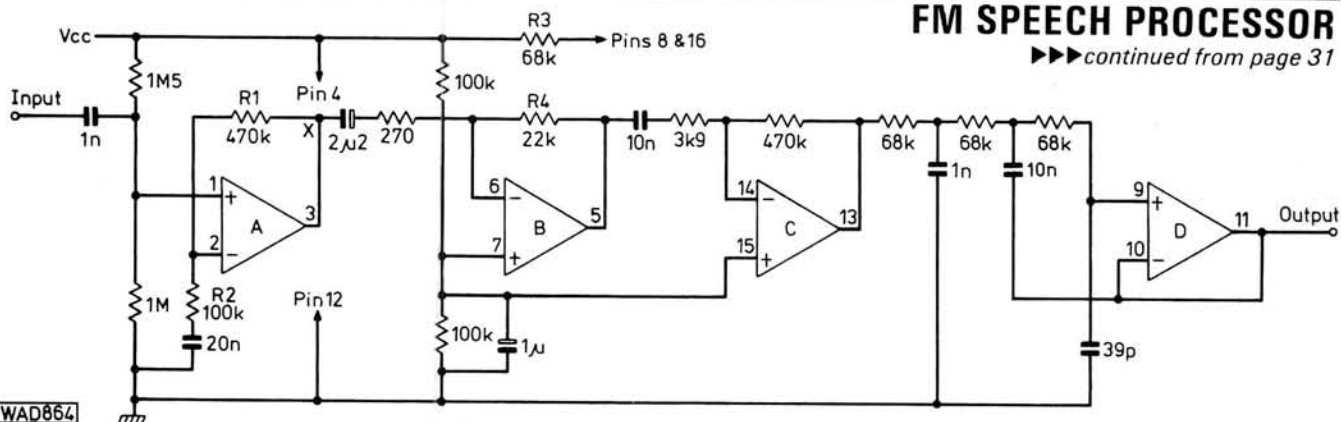 FM SPEECH PROCESSOR
▶▶▶continued from page 31
Vcc
R3
68k
Pins 8 & 16
1M5
Pin 4
100k
Input
1n
R1
470k
X
2µ2
270
R4
22k
10n
3k9
470k
68k
68k
68k
1n
10n
1
+
A
3
2
-
6
-
B
5
7
+
14
-
C
13
15
+
9
+
D
11
Output
10
-
1M
R2
100k
20n
Pin 12
100k
1µ
39p
WAD864